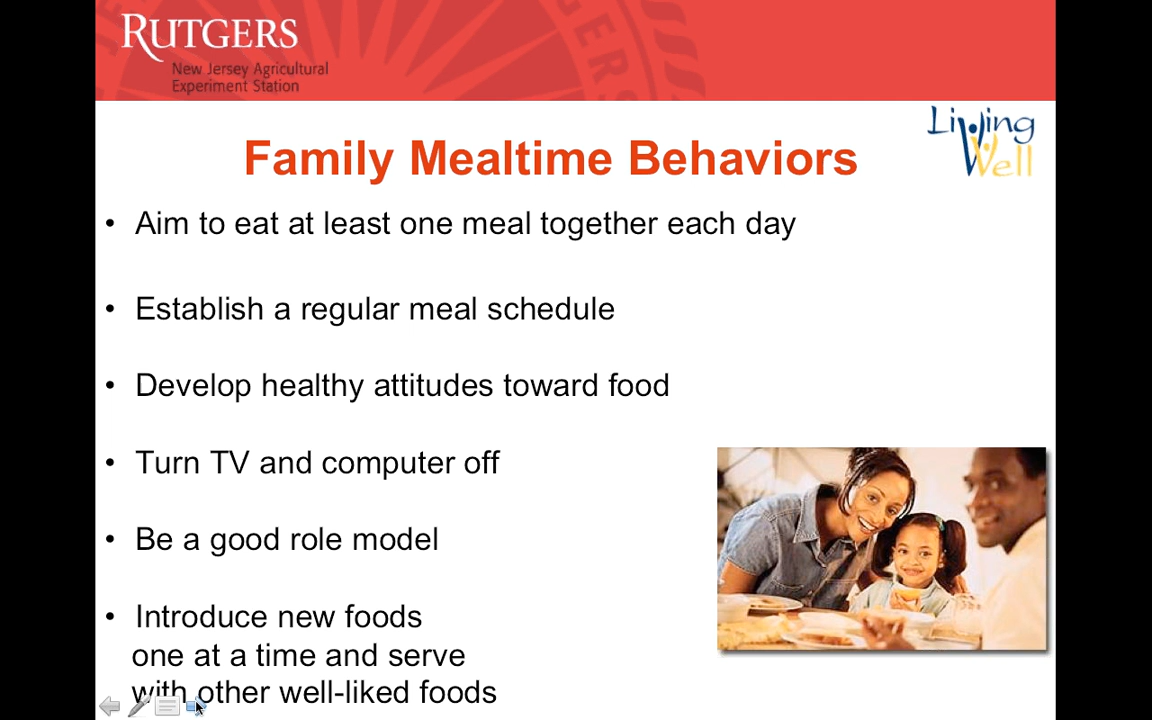 RUTGERS
New Jersey Agricultural
Experiment Station
RUTGERS
Living
Well
Family Mealtime Behaviors
• Aim to eat at least one meal together each day
• Establish a regular meal schedule
• Develop healthy attitudes toward food
• Turn TV and computer off
• Be a good role model
• Introduce new foods
one at a time and serve
with other well-liked foods